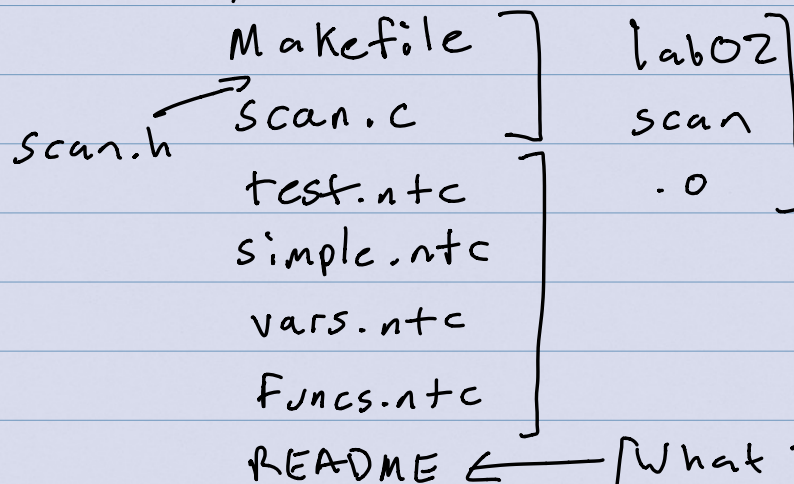 Makefile
lab02
scan.c
scan
scan.h
test.ntc
.o
simple.ntc
vars.ntc
funcs.ntc
README
What